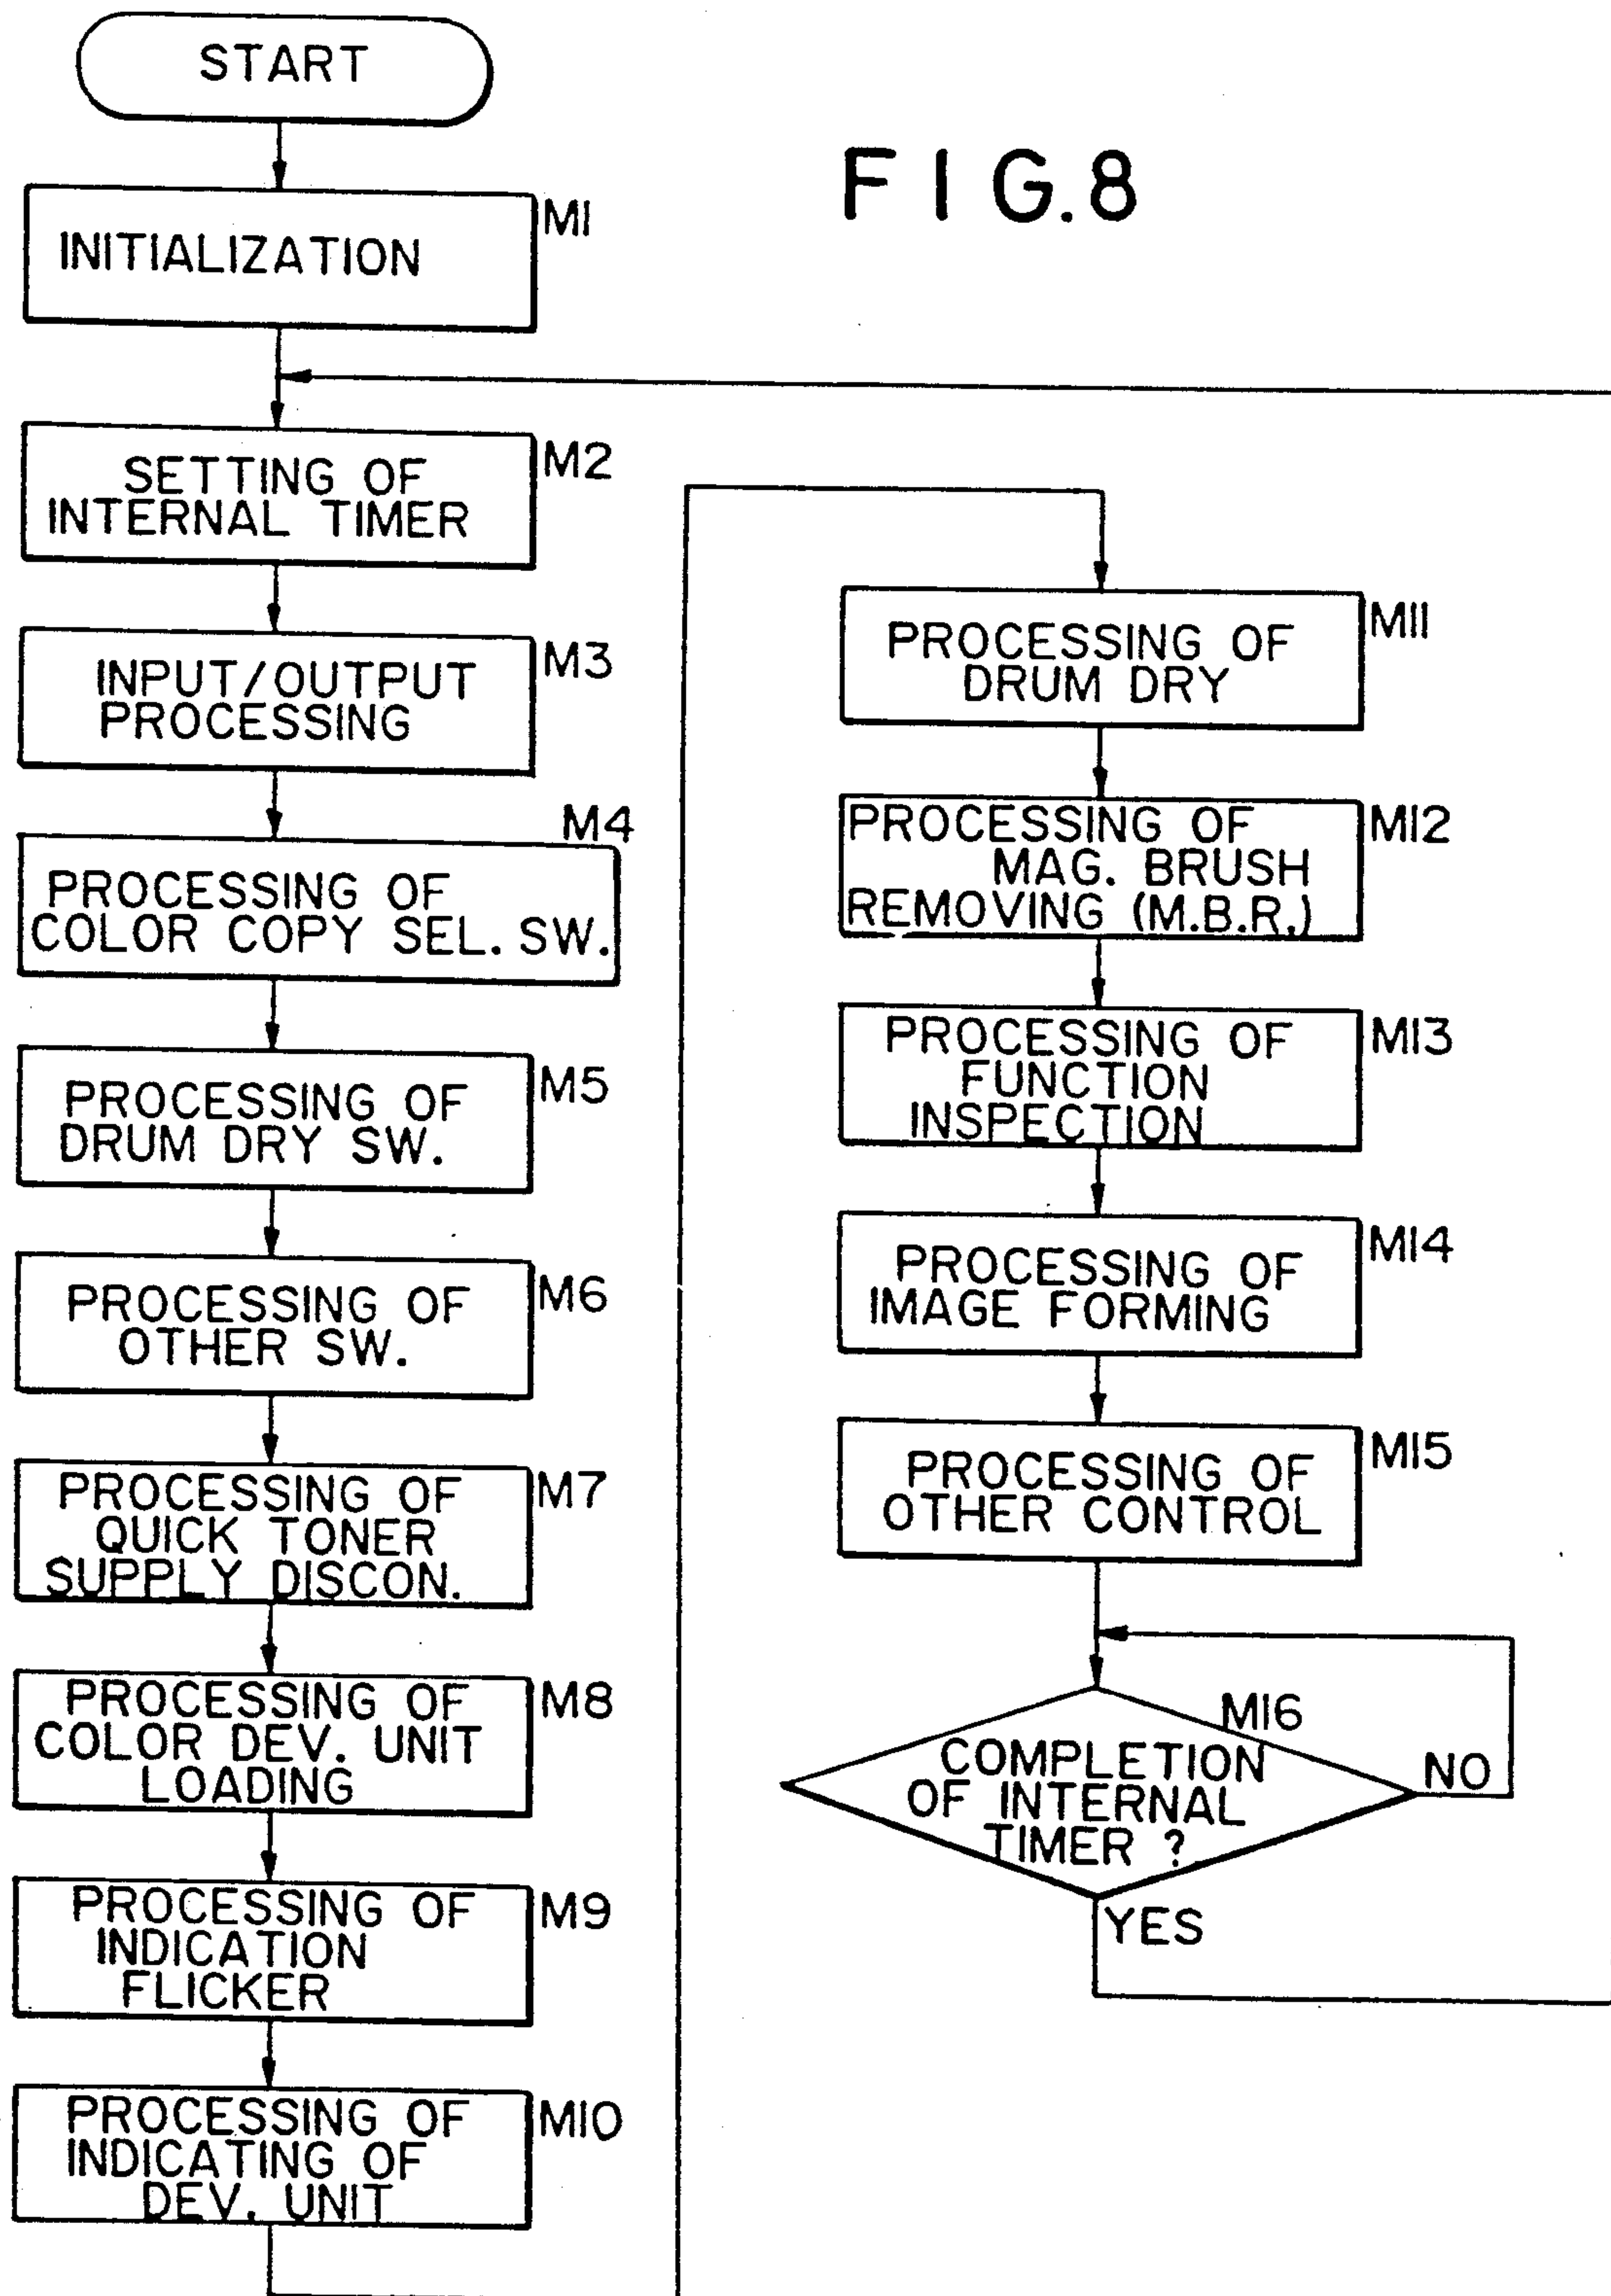 START
FIG.8
INITIALIZATION
M1
SETTING OF
INTERNAL TIMER
M2
INPUT/OUTPUT
PROCESSING
M3
PROCESSING OF
COLOR COPY SEL. SW.
M4
PROCESSING OF
DRUM DRY SW.
M5
PROCESSING OF
OTHER SW.
M6
PROCESSING OF
QUICK TONER
SUPPLY DISCON.
M7
PROCESSING OF
COLOR DEV. UNIT
LOADING
M8
PROCESSING OF
INDICATION
FLICKER
M9
PROCESSING OF
INDICATING OF
DEV. UNIT
M10
PROCESSING OF
DRUM DRY
M11
PROCESSING OF
MAG. BRUSH
REMOVING (M.B.R.)
M12
PROCESSING OF
FUNCTION
INSPECTION
M13
PROCESSING OF
IMAGE FORMING
M14
PROCESSING OF
OTHER CONTROL
M15
M16
COMPLETION
OF INTERNAL
TIMER ?
NO
YES